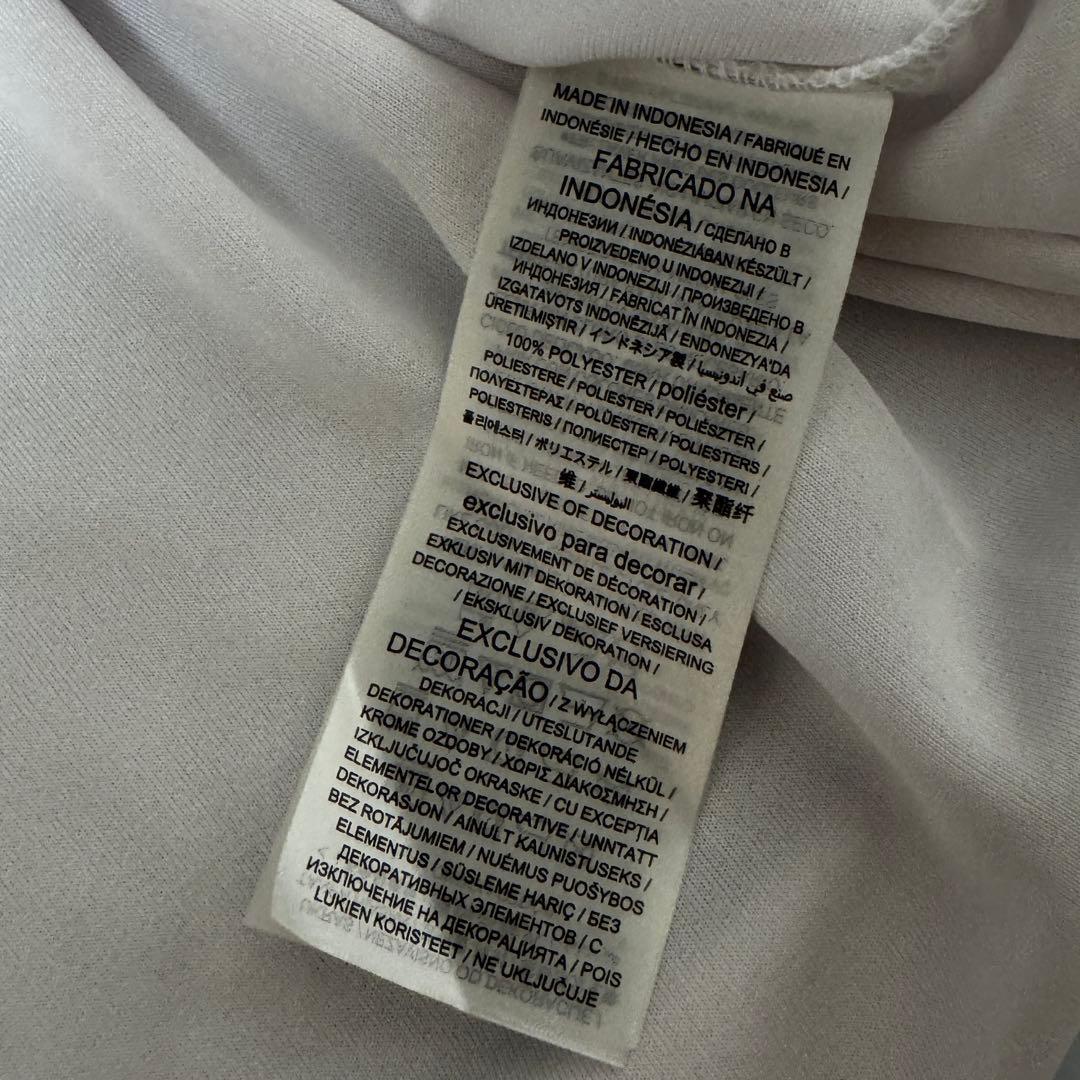 MADE IN INDONESIA / FABRIQUÉ EN
INDONÉSIE / HECHO EN INDONESIA /
FABRICADO NA
INDONÉSIA / СДЕЛАНО В
ИНДОНЕЗИИ / INDONÉZIÁBAN KÉSZÜLT /
PROIZVEDENO U INDONEZIJI /
IZDELANO V INDONEZIJI / ПРОИЗВЕДЕНО В
ИНДОНЕЗИЯ / FABRICAT ÎN INDONEZIA /
IZGATAVOTS INDONĒZIJĀ / ENDONEZYA'DA
ÜRETILMIŞTIR / インドネシア製 / صنع في أندونيسيا
100% POLYESTER / poliéster /
POLIESTERE / POLIESTER / POLIÉSZTER /
ΠΟΛΥΕΣΤΕΡΑΣ / POLÜESTER / POLIESTERS /
POLIESTERIS / ПОЛИЕСТЕР / POLYESTERI /
폴리에스터 / ポリエステル / 聚酯纖維 / 聚酯纤
维 / البوليستر
EXCLUSIVE OF DECORATION /
exclusivo para decorar /
EXCLUSIVEMENT DE DÉCORATION /
EXKLUSIV MIT DEKORATION / ESCLUSA
DECORAZIONE / EXCLUSIEF VERSIERING
/ EKSKLUSIV DEKORATION /
EXCLUSIVO DA
DECORAÇÃO / Z WYŁĄCZENIEM
DEKORACJI / UTESLUTANDE
DEKORATIONER / DEKORÁCIÓ NÉLKÜL /
KROME OZDOBY / ΧΩΡΙΣ ΔΙΑΚΟΣΜΗΣΗ /
IZKLJUČUJOČ OKRASKE / CU EXCEPȚIA
ELEMENTELOR DECORATIVE / UNNTATT
DEKORASJON / AINULT KAUNISTUSEKS /
BEZ ROTĀJUMIEM / NUĖMUS PUOŠYBOS
ELEMENTUS / SÜSLEME HARIÇ / БЕЗ
ДЕКОРАТИВНЫХ ЭЛЕМЕНТОВ / С
ИЗКЛЮЧЕНИЕ НА ДЕКОРАЦИЯТА / POIS
LUKIEN KORISTEET / NE UKLJUČUJE